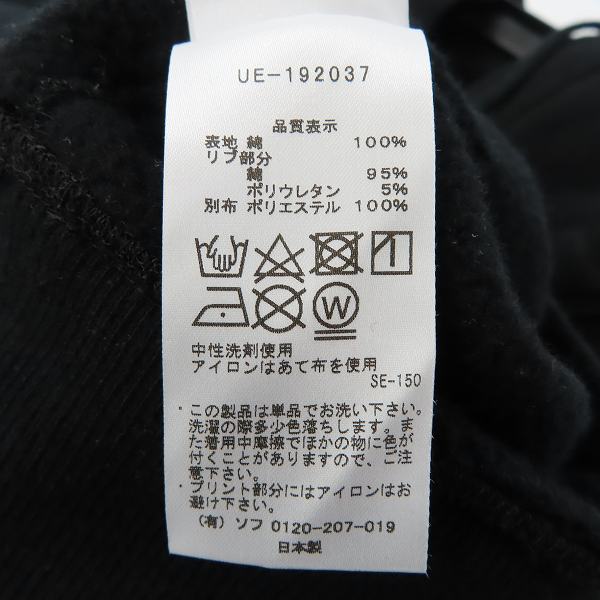 UE-192037
品質表示
表地 綿 100%
リブ部分
綿 95%
ポリウレタン 5%
別布 ポリエステル 100%
W
中性洗剤使用
アイロンはあて布を使用
SE-150
・この製品は単品でお洗い下さい。
洗濯の際多少色落ちします。ま
た着用中摩擦でほかの物に色が
付くことがありますので、ご注
意下さい。
・プリント部分にはアイロンはお
避け下さい。
(有) ソフ 0120-207-019
日本製